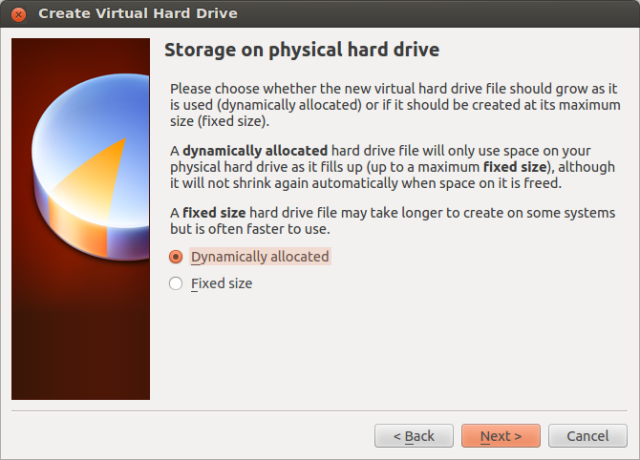 Create Virtual Hard Drive
Storage on physical hard drive
Please choose whether the new virtual hard drive file should grow as it
is used (dynamically allocated) or if it should be created at its maximum
size (fixed size).
A dynamically allocated hard drive file will only use space on your
physical hard drive as it fills up (up to a maximum fixed size), although
it will not shrink again automatically when space on it is freed.
A fixed size hard drive file may take longer to create on some systems
but is often faster to use.
Dynamically allocated
Fixed size
< Back
Next >
Cancel